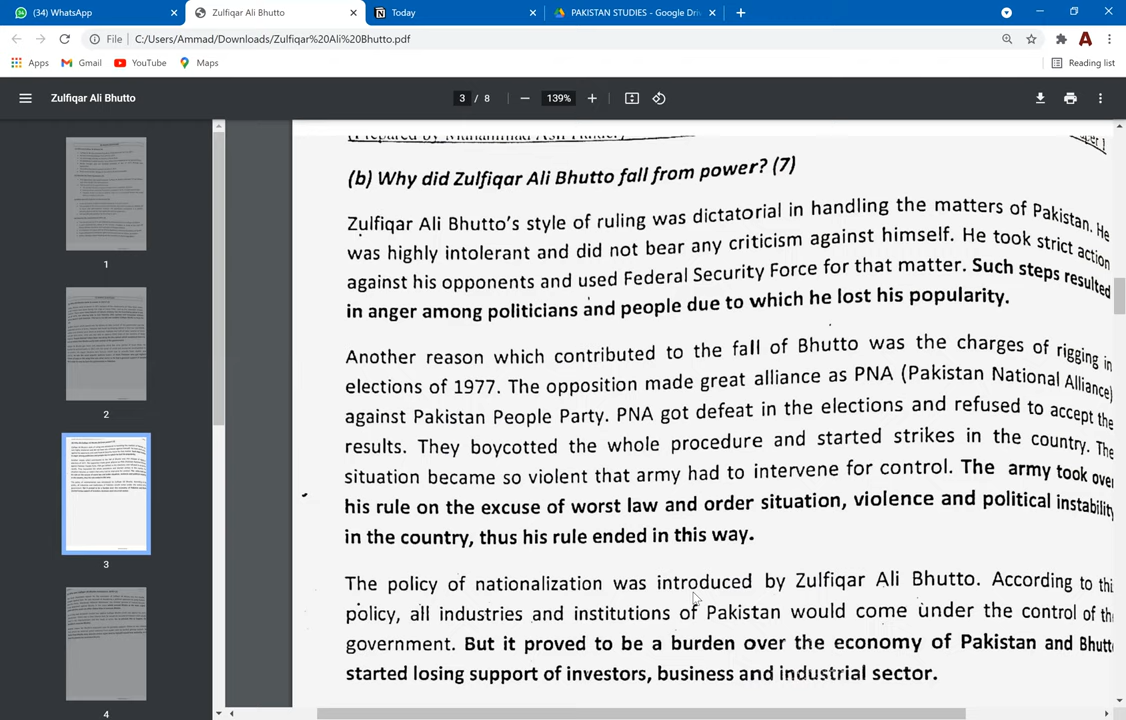 (34) WhatsApp
Zulfiqar Ali Bhutto
Today
PAKISTAN STUDIES - Google Driv
File
C:/Users/Ammad/Downloads/Zulfiqar%20Ali%20Bhutto.pdf
Apps
Gmail
YouTube
Maps
Reading list
Zulfiqar Ali Bhutto
3 / 8
139%
(b) Why did Zulfiqar Ali Bhutto fall from power? (7)
Zulfiqar Ali Bhutto's style of ruling was dictatorial in handling the matters of Pakistan. He
was highly intolerant and did not bear any criticism against himself. He took strict action
against his opponents and used Federal Security Force for that matter. Such steps resulted
in anger among politicians and people due to which he lost his popularity.
Another reason which contributed to the fall of Bhutto was the charges of rigging in
elections of 1977. The opposition made great alliance as PNA (Pakistan National Alliance)
against Pakistan People Party. PNA got defeat in the elections and refused to accept the
results. They boycotted the whole procedure and started strikes in the country. The
situation became so violent that army had to intervene for control. The army took over
his rule on the excuse of worst law and order situation, violence and political instability
in the country, thus his rule ended in this way.
The policy of nationalization was introduced by Zulfiqar Ali Bhutto. According to thi
policy, all industries and institutions of Pakistan would come under the control of th
government. But it proved to be a burden over the economy of Pakistan and Bhutt
started losing support of investors, business and industrial sector.
1
2
3
4